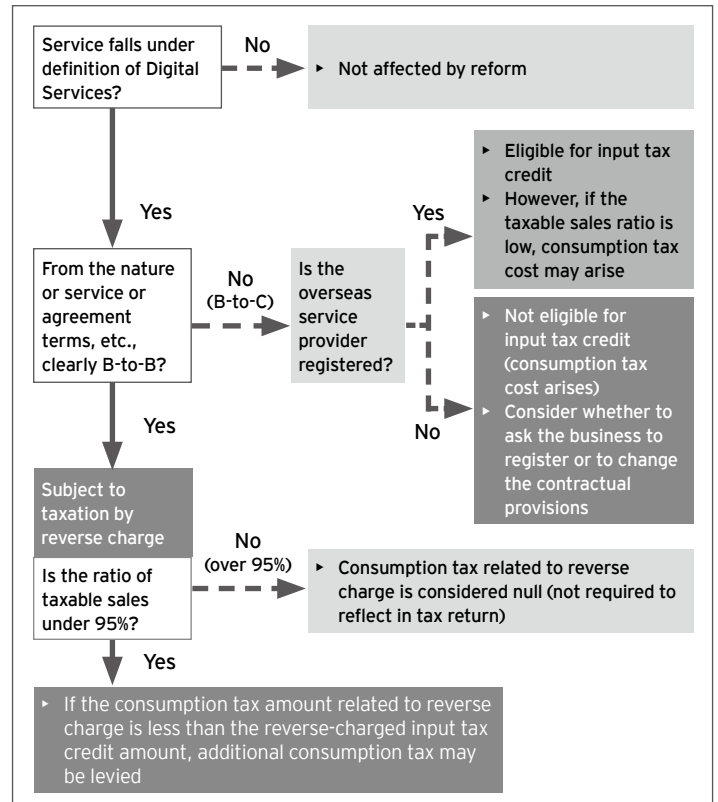 Service falls under
definition of Digital
Services?
No
▸ Not affected by reform
Yes
From the nature
or service or
agreement
terms, etc.,
clearly B-to-B?
No
(B-to-C)
Is the
overseas
service
provider
registered?
Yes
▸ Eligible for input tax
credit
▸ However, if the
taxable sales ratio is
low, consumption tax
cost may arise
No
▸ Not eligible for
input tax credit
(consumption tax
cost arises)
▸ Consider whether to
ask the business to
register or to change
the contractual
provisions
Yes
Subject to
taxation by
reverse charge
Is the ratio of
taxable sales
under 95%?
No
(over 95%)
▸ Consumption tax related to reverse
charge is considered null (not required to
reflect in tax return)
Yes
▸ If the consumption tax amount related to reverse
charge is less than the reverse-charged input tax
credit amount, additional consumption tax may
be levied